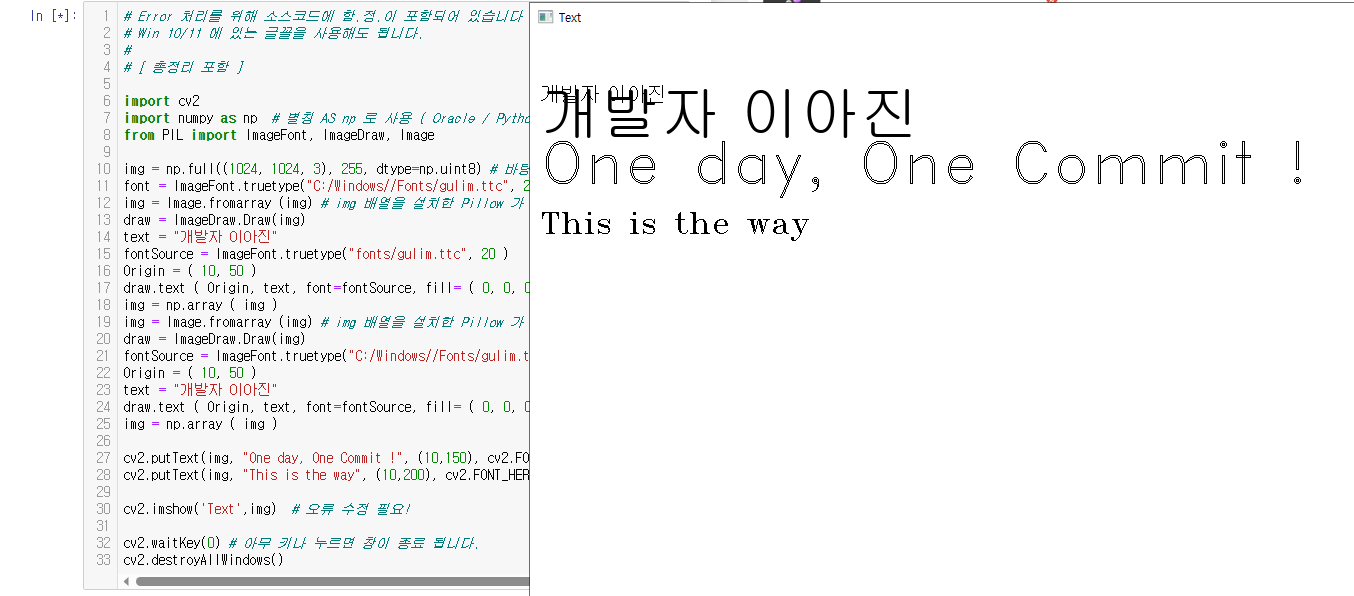 In [*]:
1 # Error 처리를 위해 소스코드에 함.정.이 포함되어 있습니다
2 # Win 10/11 에 있는 글꼴을 사용해도 됩니다.
3 #
4 # [ 총정리 포함 ]
5
6 import cv2
7 import numpy as np # 별칭 AS np 로 사용 ( Oracle / Pytho
8 from PIL import ImageFont, ImageDraw, Image
9
10 img = np.full((1024, 1024, 3), 255, dtype=np.uint8) # 바탕
11 font = ImageFont.truetype("C:/Windows//Fonts/gulim.ttc", 2
12 img = Image.fromarray (img) # img 배열을 설치한 Pillow 가
13 draw = ImageDraw.Draw(img)
14 text = "개발자 이아진"
15 fontSource = ImageFont.truetype("fonts/gulim.ttc", 20 )
16 Origin = ( 10, 50 )
17 draw.text ( Origin, text, font=fontSource, fill= ( 0, 0, 0
18 img = np.array ( img )
19 img = Image.fromarray (img) # img 배열을 설치한 Pillow 가
20 draw = ImageDraw.Draw(img)
21 fontSource = ImageFont.truetype("C:/Windows//Fonts/gulim.t
22 Origin = ( 10, 50 )
23 text = "개발자 이아진"
24 draw.text ( Origin, text, font=fontSource, fill= ( 0, 0, 0
25 img = np.array ( img )
26
27 cv2.putText(img, "One day, One Commit !", (10,150), cv2.FO
28 cv2.putText(img, "This is the way", (10,200), cv2.FONT_HER
29
30 cv2.imshow('Text',img) # 오류 수정 필요!
31
32 cv2.waitKey(0) # 아무 키나 누르면 창이 종료 됩니다.
33 cv2.destroyAllWindows()
Text
개발자 이아진
개발자 이아진
One day, One Commit !
This is the way